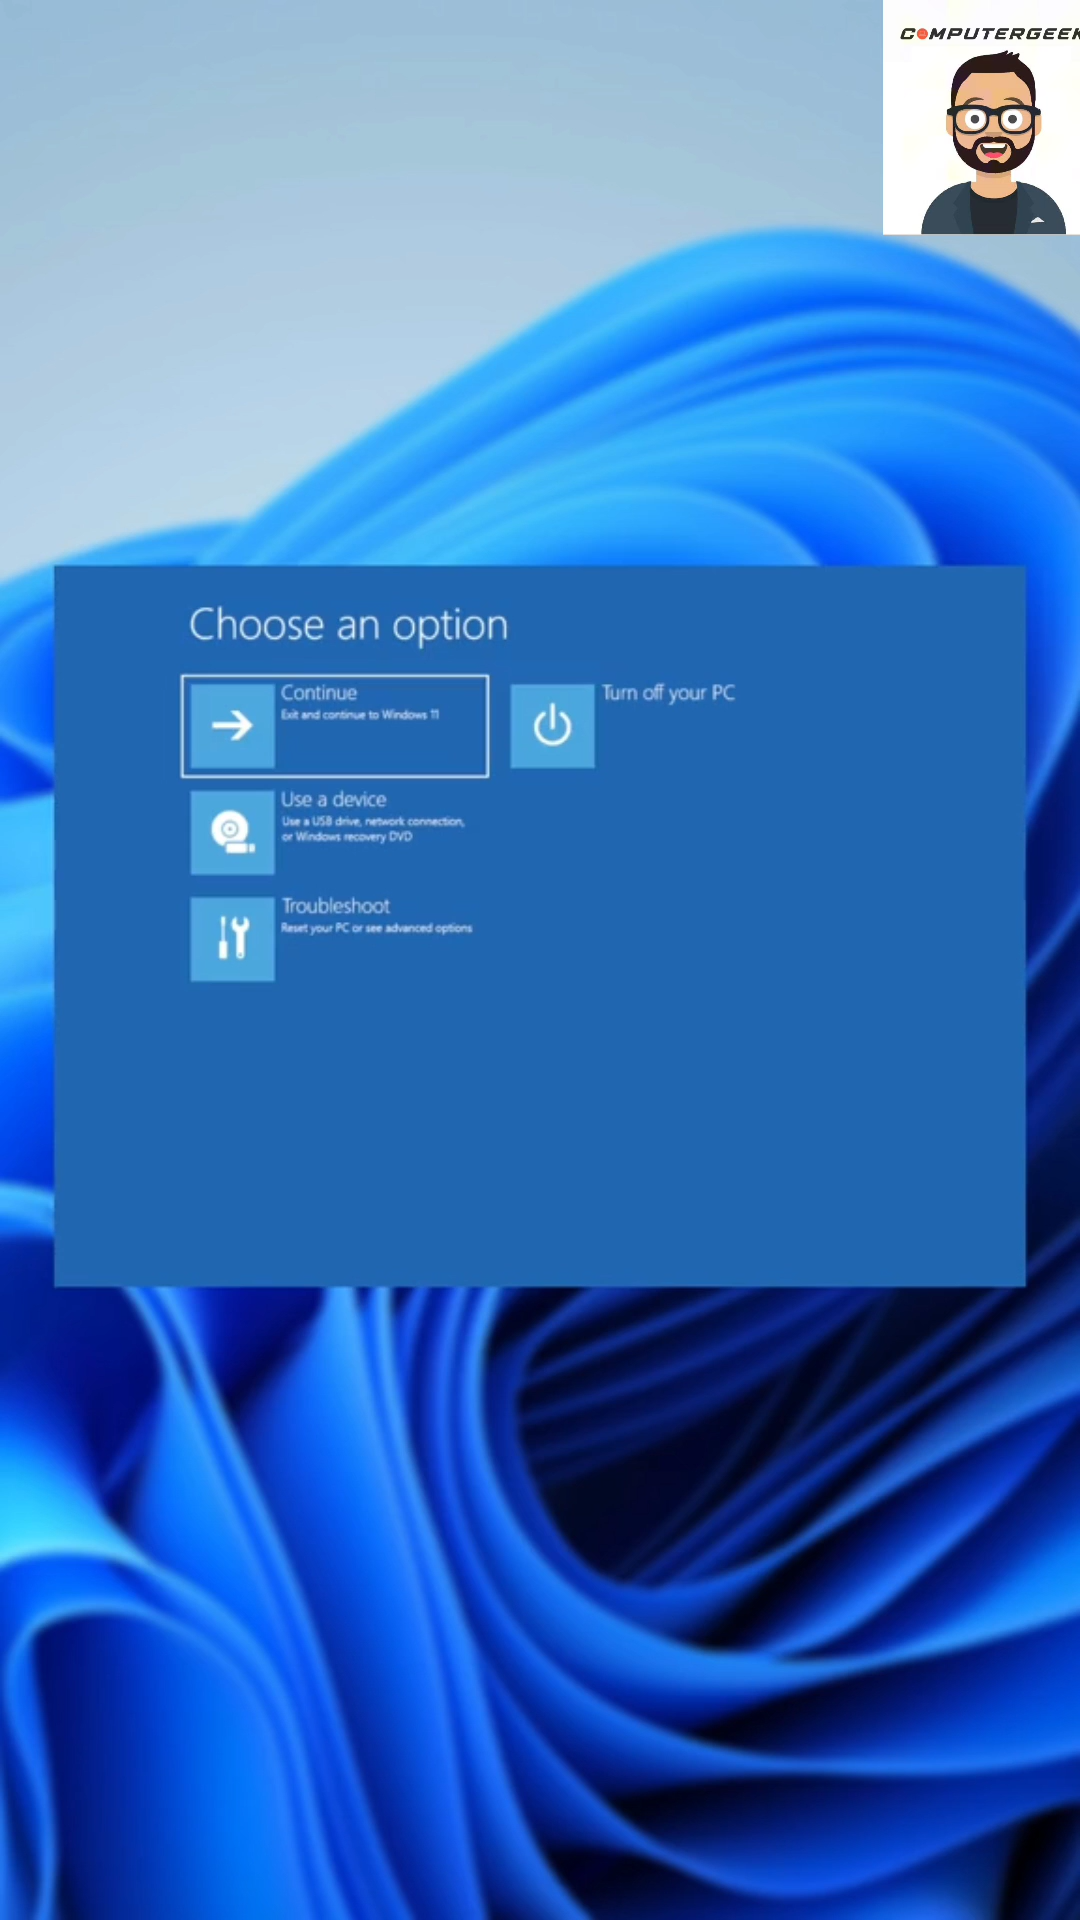 COMPUTERGEEK
Choose an option
Continue
Exit and continue to Windows 11
Turn off your PC
Use a device
Use a USB drive, network connection,
or Windows recovery DVD
Troubleshoot
Reset your PC or see advanced options